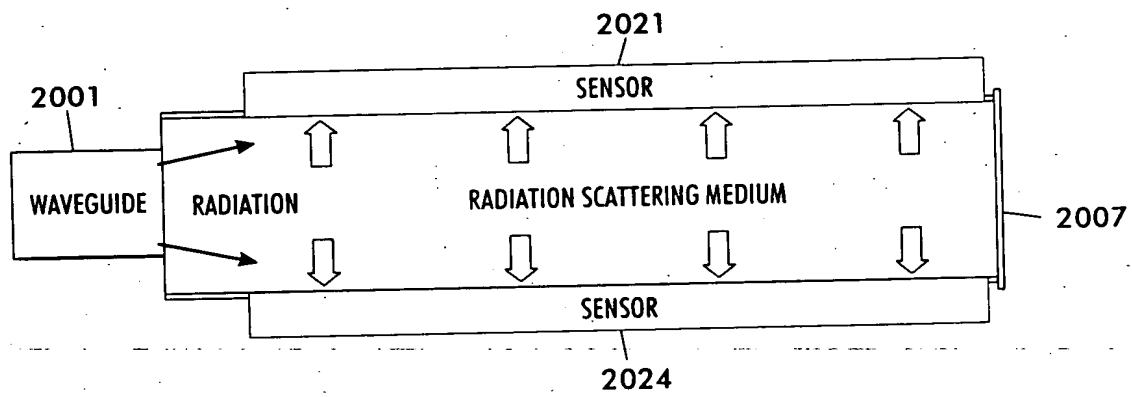 2021
SENSOR
2001
WAVEGUIDE
RADIATION
RADIATION SCATTERING MEDIUM
2007
SENSOR
2024